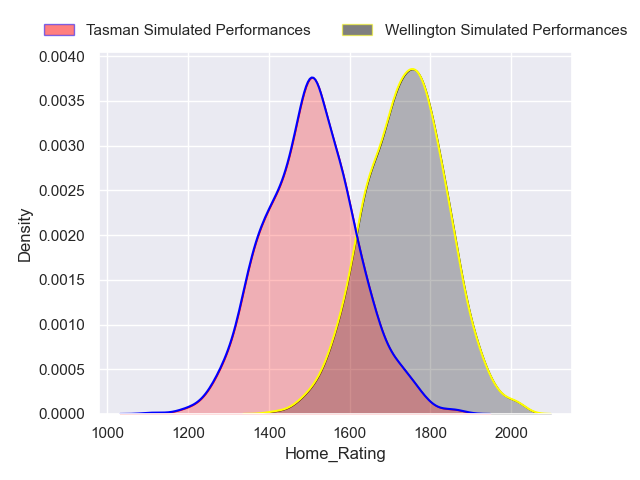 Tasman Simulated Performances Wellington Simulated Performances
0.0040
0.0035
0.0030
0.0025
0.0020
0.0015
0.0010
0.0005
0.0000
Density
1000 1200 1400 1600 1800 2000
Home_Rating